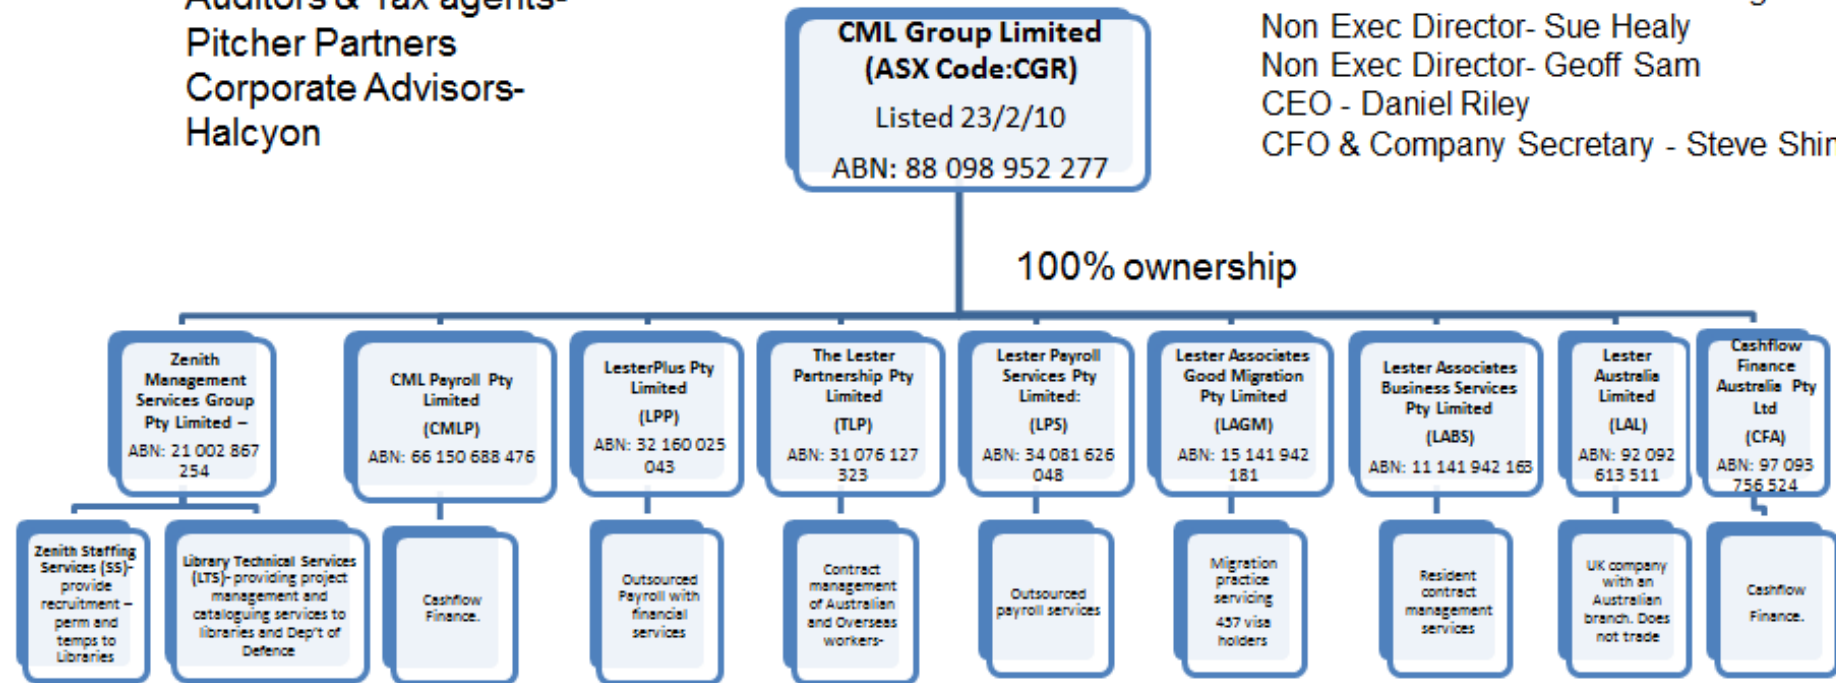 Auditors & Tax agents-
Pitcher Partners
Corporate Advisors-
Halcyon
CML Group Limited
(ASX Code:CGR)
Listed 23/2/10
ABN: 88 098 952 277
Non Exec Director- Sue Healy
Non Exec Director- Geoff Sam
CEO - Daniel Riley
CFO & Company Secretary - Steve Shin
100% ownership
Zenith
Management
Services Group
Pty Limited –
ABN: 21 002 867
254
CML Payroll Pty
Limited
(CMLP)
ABN: 66 150 688 476
LesterPlus Pty
Limited
(LPP)
ABN: 32 160 025
043
The Lester
Partnership Pty
Limited
(TLP)
ABN: 31 076 127
323
Lester Payroll
Services Pty
Limited:
(LPS)
ABN: 34 081 626
048
Lester Associates
Good Migration
Pty Limited
(LAGM)
ABN: 15 141 942
181
Lester Associates
Business Services
Pty Limited
(LABS)
ABN: 11 141 942 163
Lester
Australia
Limited
(LAL)
ABN: 92 092
613 511
Cashflow
Finance
Australia Pty
Ltd
(CFA)
ABN: 97 093
756 524
Zenith Staffing
Services (SS)-
provide
recruitment –
perm and
temps to
Libraries
Library Technical Services
(LTS)- providing project
management and
cataloguing services to
libraries and Dep't of
Defence
Cashflow
Finance.
Outsourced
Payroll with
financial
services
Contract
management
of Australian
and Overseas
workers-
Outsourced
payroll services
Migration
practice
servicing
457 visa
holders
Resident
contract
management
services
UK company
with an
Australian
branch. Does
not trade
Cashflow
Finance.